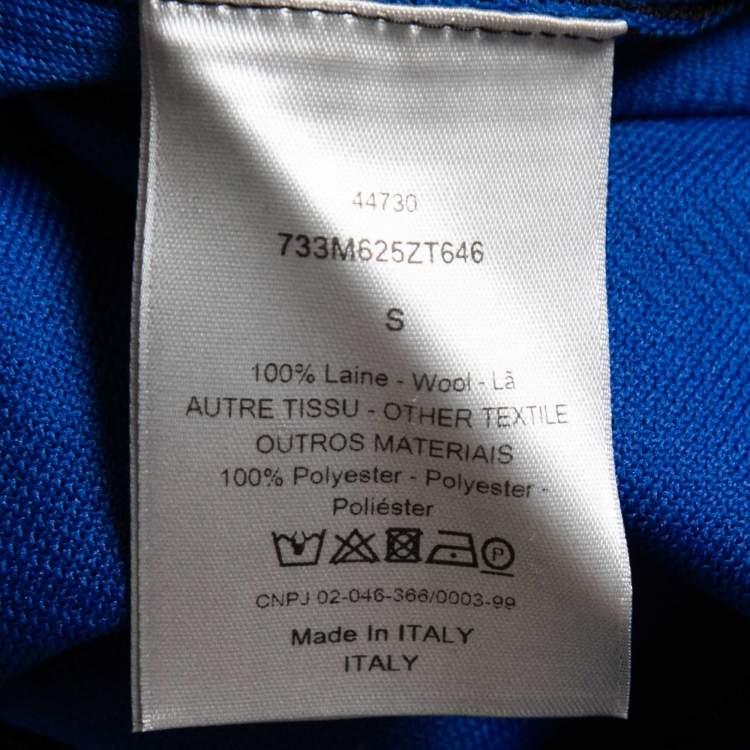 44730
733M625ZT646
S
100% Laine - Wool - Lã
AUTRE TISSU - OTHER TEXTILE
OUTROS MATERIAIS
100% Polyester - Polyester -
Poliéster
P
CNPJ 02-046-366/0003-99
Made In ITALY
ITALY